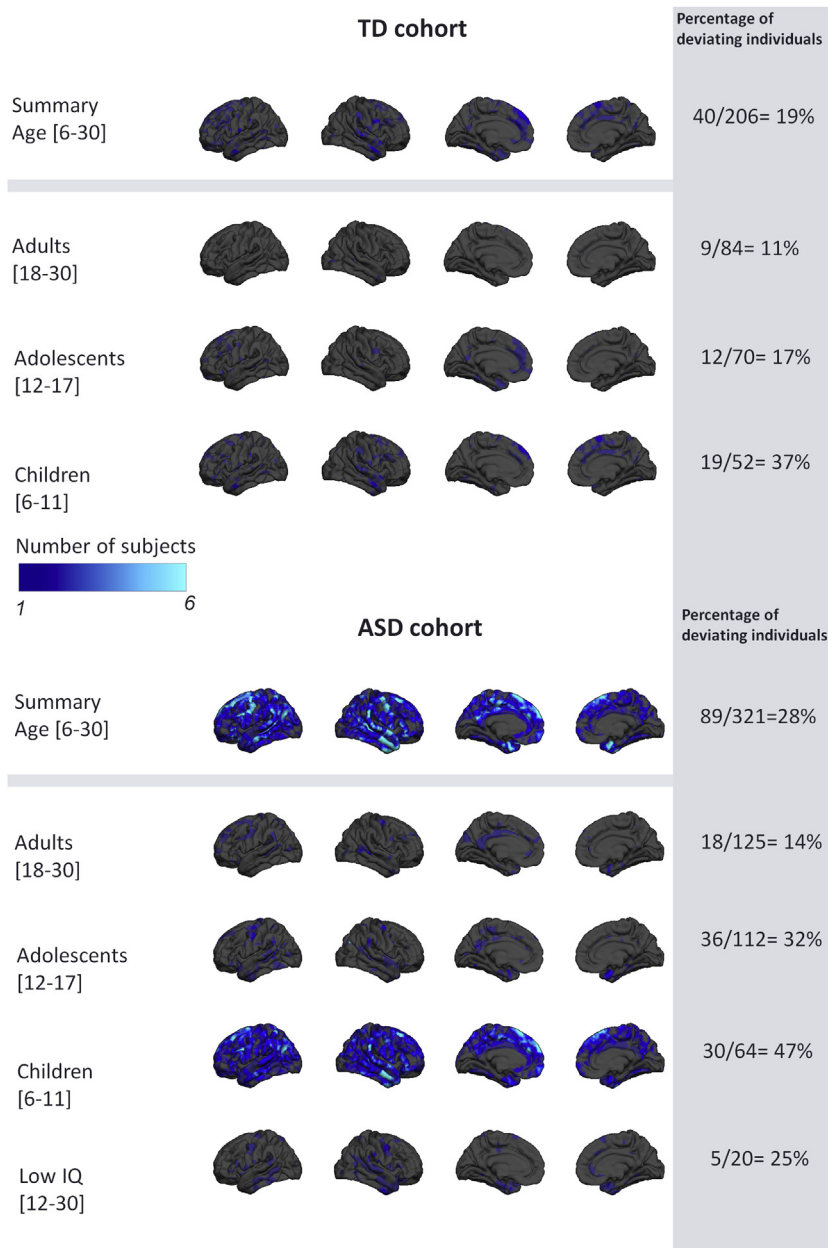 TD cohort
Percentage of
deviating individuals
Summary
Age [6-30]
40/206= 19%
Adults
[18-30]
9/84= 11%
Adolescents
[12-17]
12/70= 17%
Children
[6-11]
19/52= 37%
Number of subjects
1
6
ASD cohort
Percentage of
deviating individuals
Summary
Age [6-30]
89/321=28%
Adults
[18-30]
18/125= 14%
Adolescents
[12-17]
36/112= 32%
Children
[6-11]
30/64= 47%
Low IQ
[12-30]
5/20= 25%